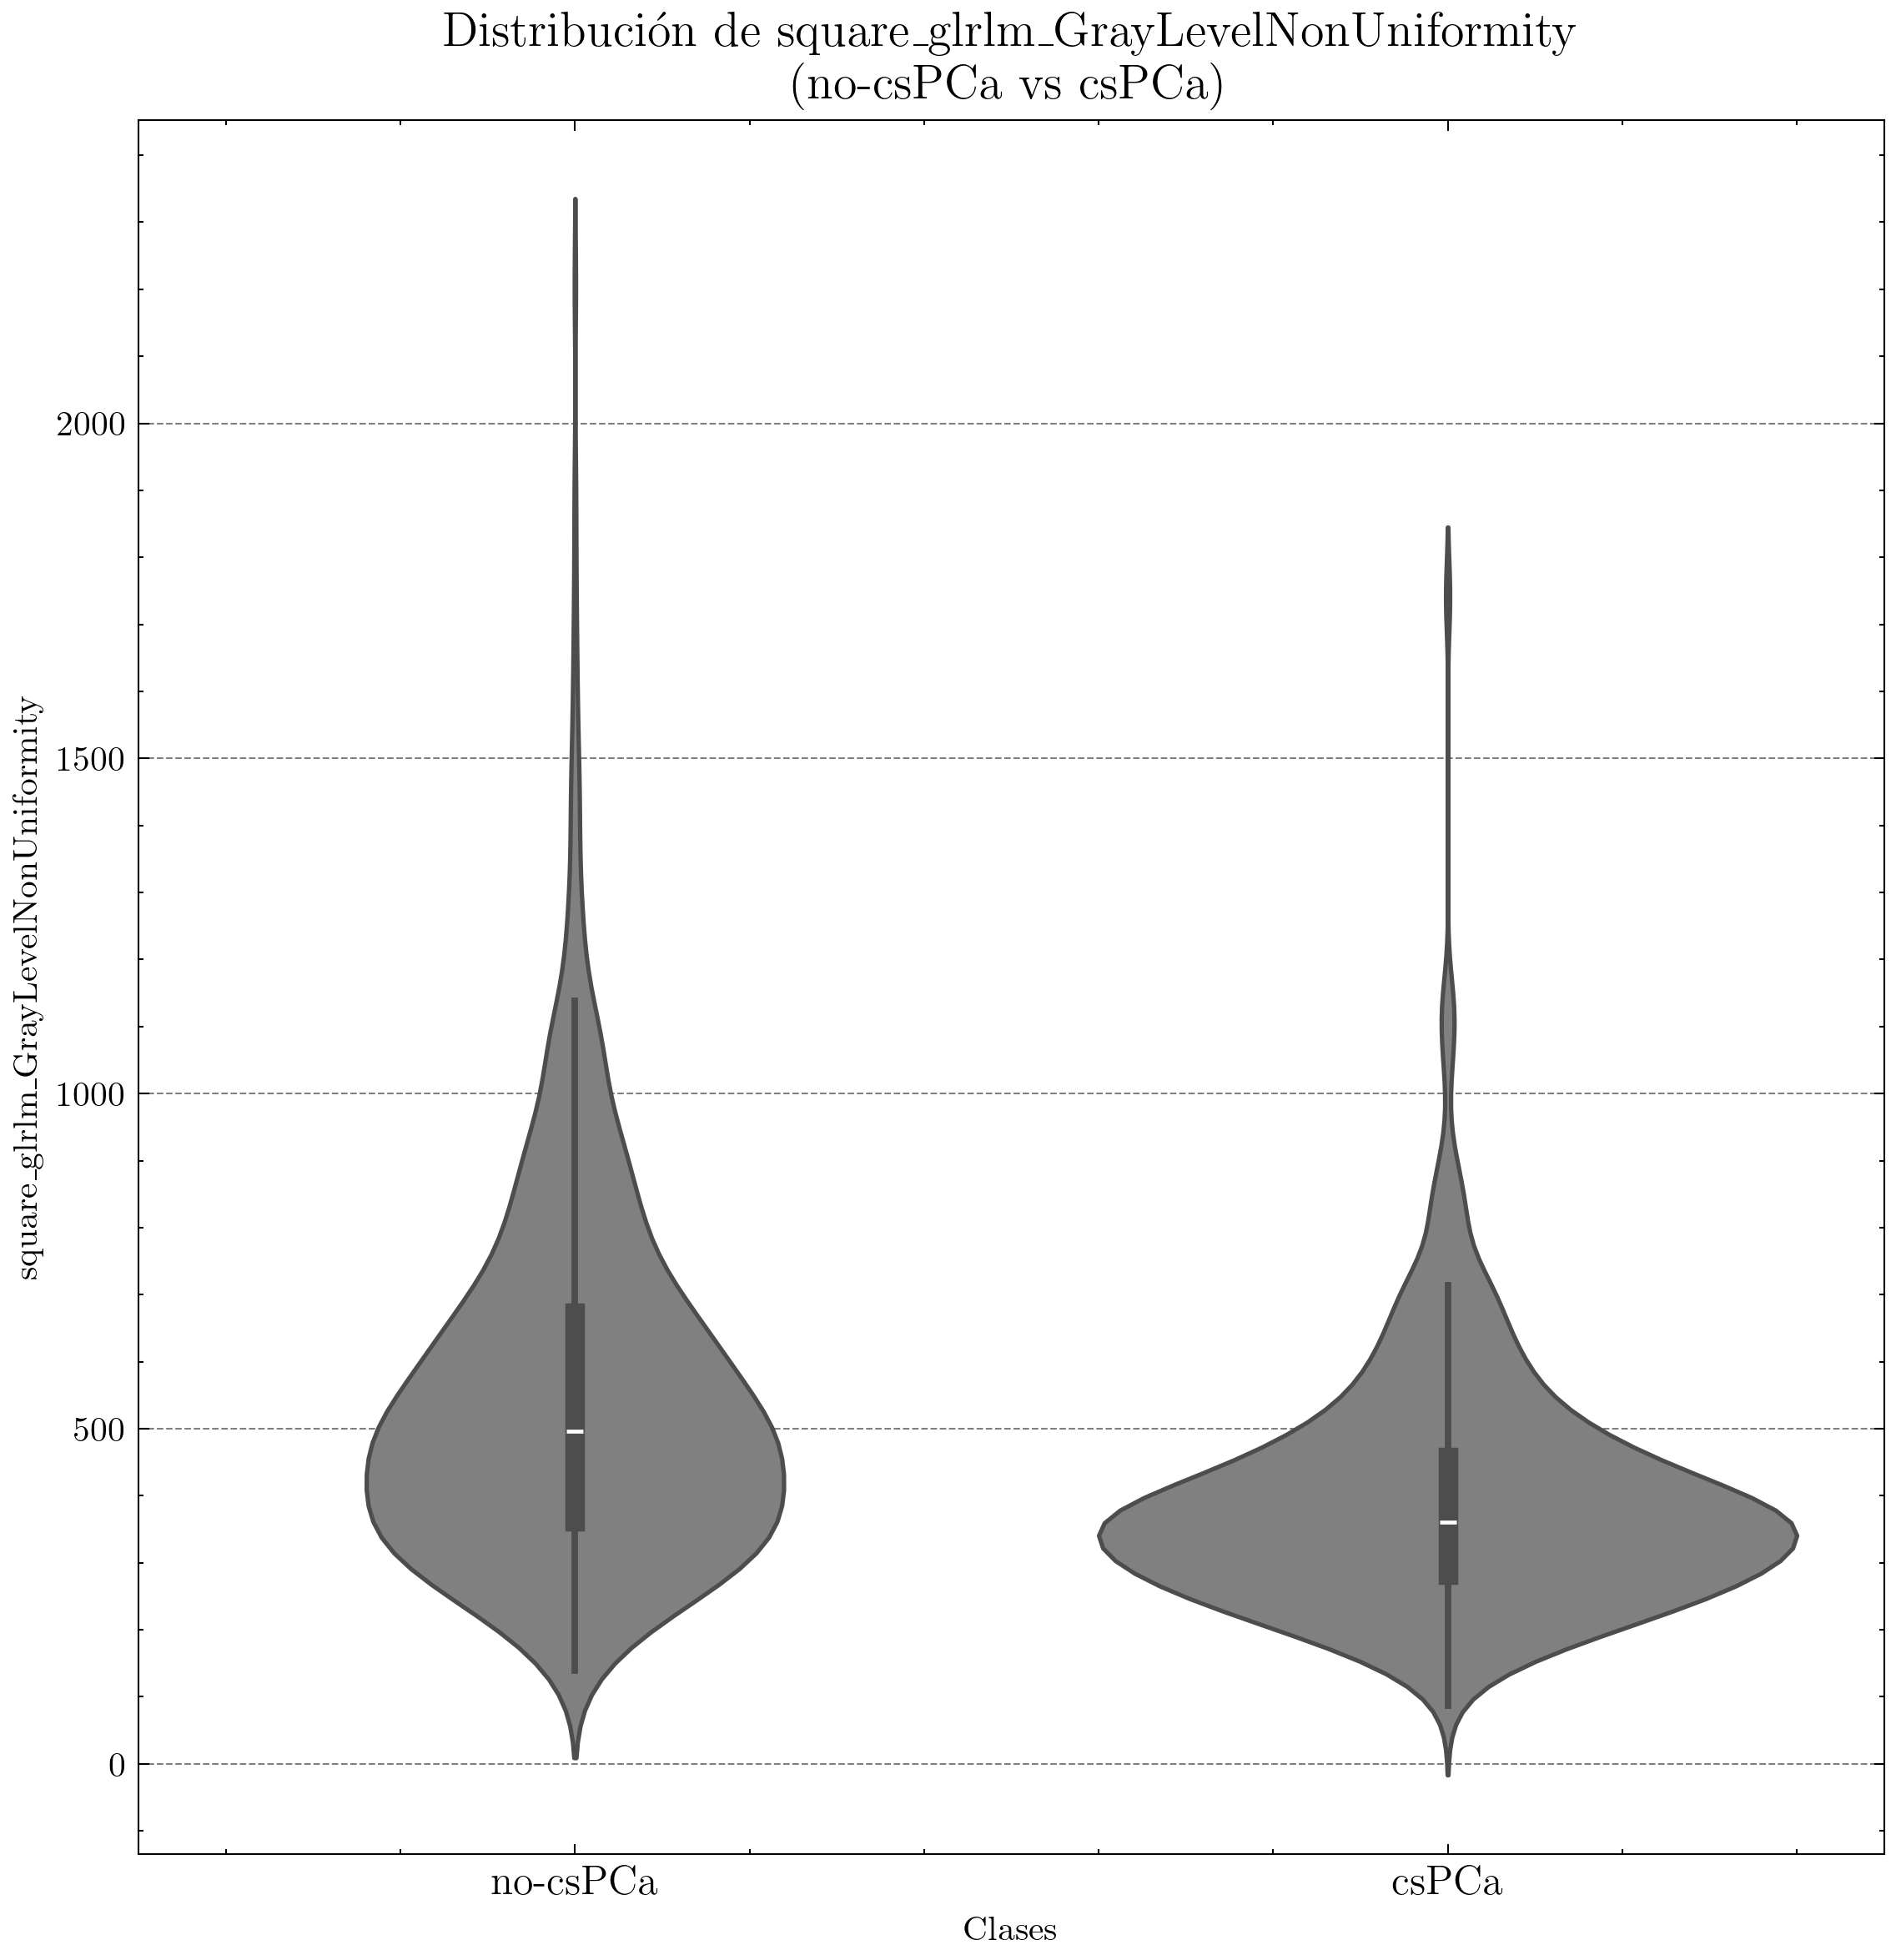 Distribución de square_glrlm_GrayLevelNonUniformity
(no-csPCa vs csPCa)
square_glrlm_GrayLevelNonUniformity
2000
1500
1000
500
0
no-csPCa
csPCa
Clases